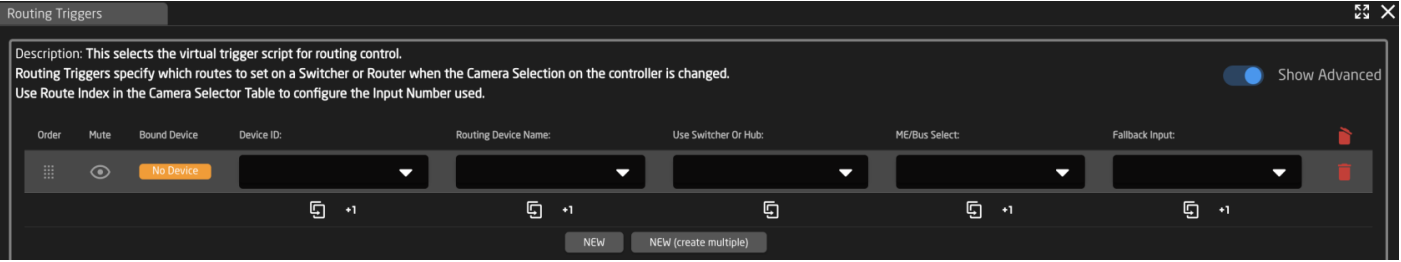 Routing Triggers
Description: This selects the virtual trigger script for routing control.
Routing Triggers specify which routes to set on a Switcher or Router when the Camera Selection on the controller is changed.
Use Route Index in the Camera Selector Table to configure the Input Number used.
Show Advanced
Order Mute Bound Device Device ID: Routing Device Name: Use Switcher Or Hub: ME/Bus Select: Fallback Input:
No Device
+1 +1 +1 +1
NEW NEW (create multiple)